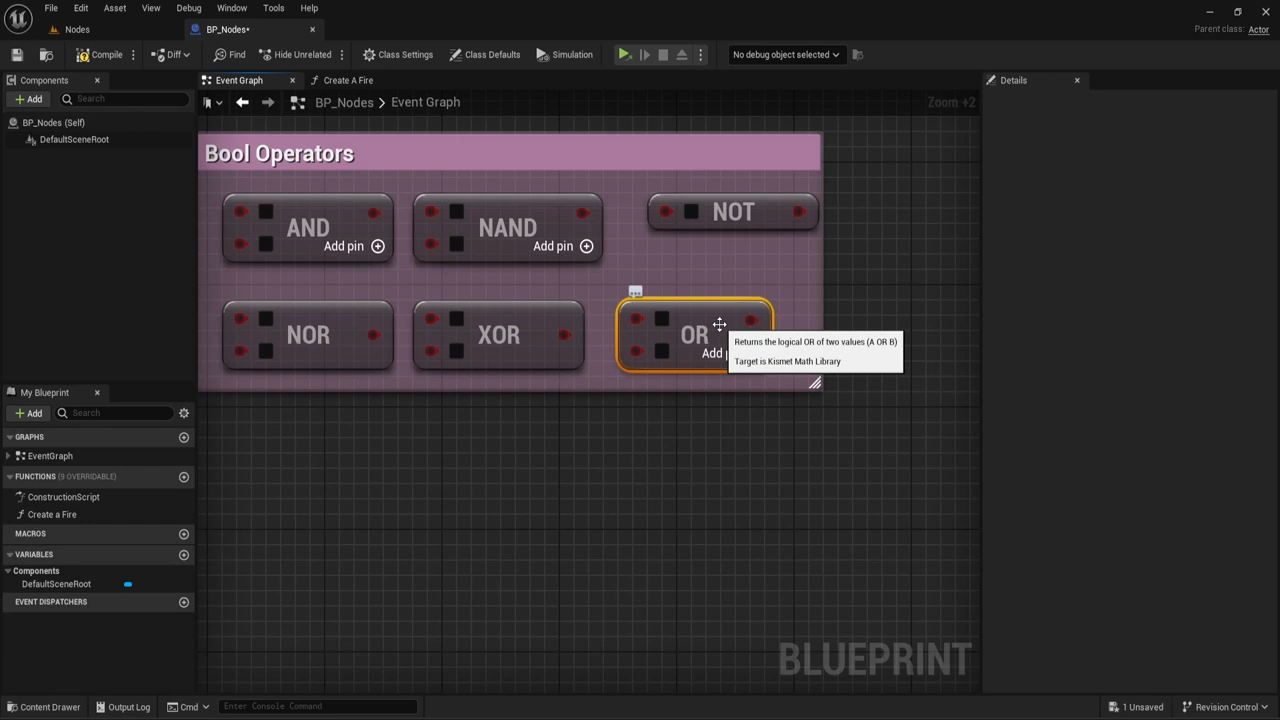 File Edit Asset View Debug Window Tools Help
Nodes
BP_Nodes*
Parent class: Actor
Compile
Diff
Find
Hide Unrelated
Class Settings
Class Defaults
Simulation
No debug object selected
Components
Event Graph
Create A Fire
Details
Add
Search
BP_Nodes > Event Graph
Zoom +2
BP_Nodes (Self)
DefaultSceneRoot
Bool Operators
AND
Add pin
NAND
Add pin
NOT
NOR
XOR
OR
Add
Returns the logical OR of two values (A OR B)
Target is Kismet Math Library
My Blueprint
Add
Search
GRAPHS
EventGraph
FUNCTIONS (9 OVERRIDABLE)
ConstructionScript
Create a Fire
MACROS
VARIABLES
Components
DefaultSceneRoot
EVENT DISPATCHERS
BLUEPRINT
Content Drawer
Output Log
Cmd
Enter Console Command
1 Unsaved
Revision Control